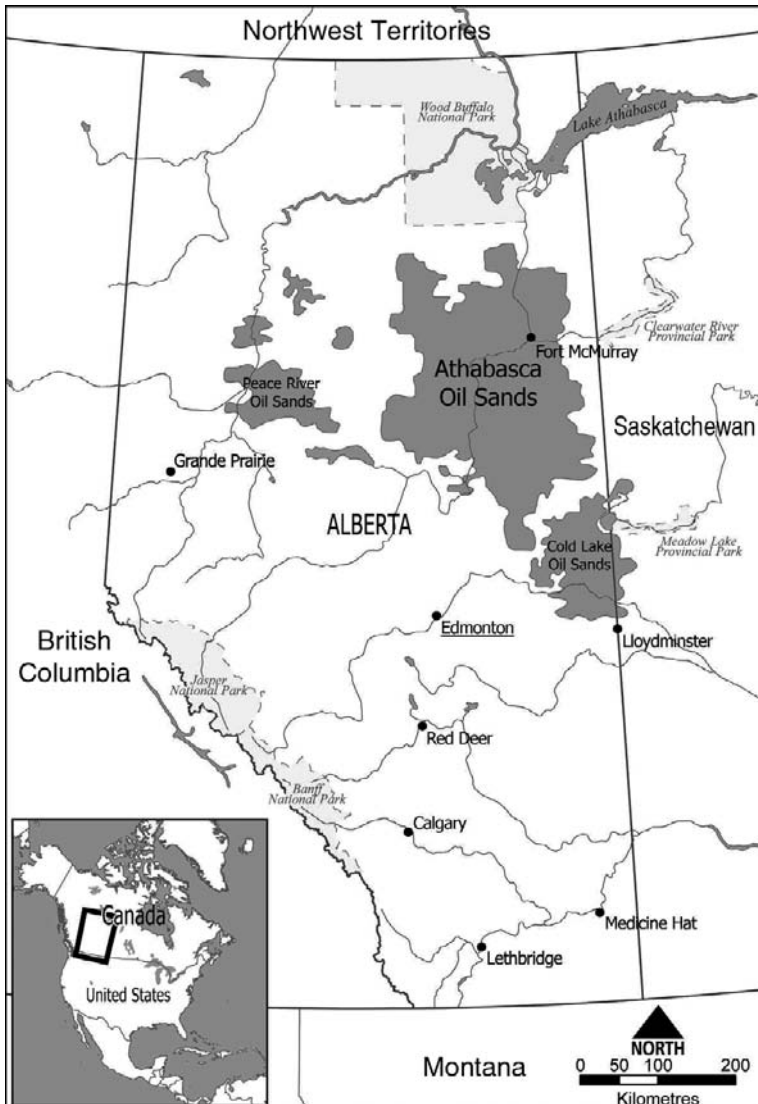 Northwest Territories
Wood Buffalo
National Park
Lake Athabasca
Clearwater River
Provincial Park
Fort McMurray
Athabasca
Oil Sands
Peace River
Oil Sands
Saskatchewan
Grande Prairie
ALBERTA
Meadow Lake
Provincial Park
Cold Lake
Oil Sands
Edmonton
Lloydminster
British
Columbia
Jasper
National Park
Red Deer
Banff
National Park
Calgary
Canada
United States
Medicine Hat
Lethbridge
Montana
NORTH
0 50 100 200
Kilometres